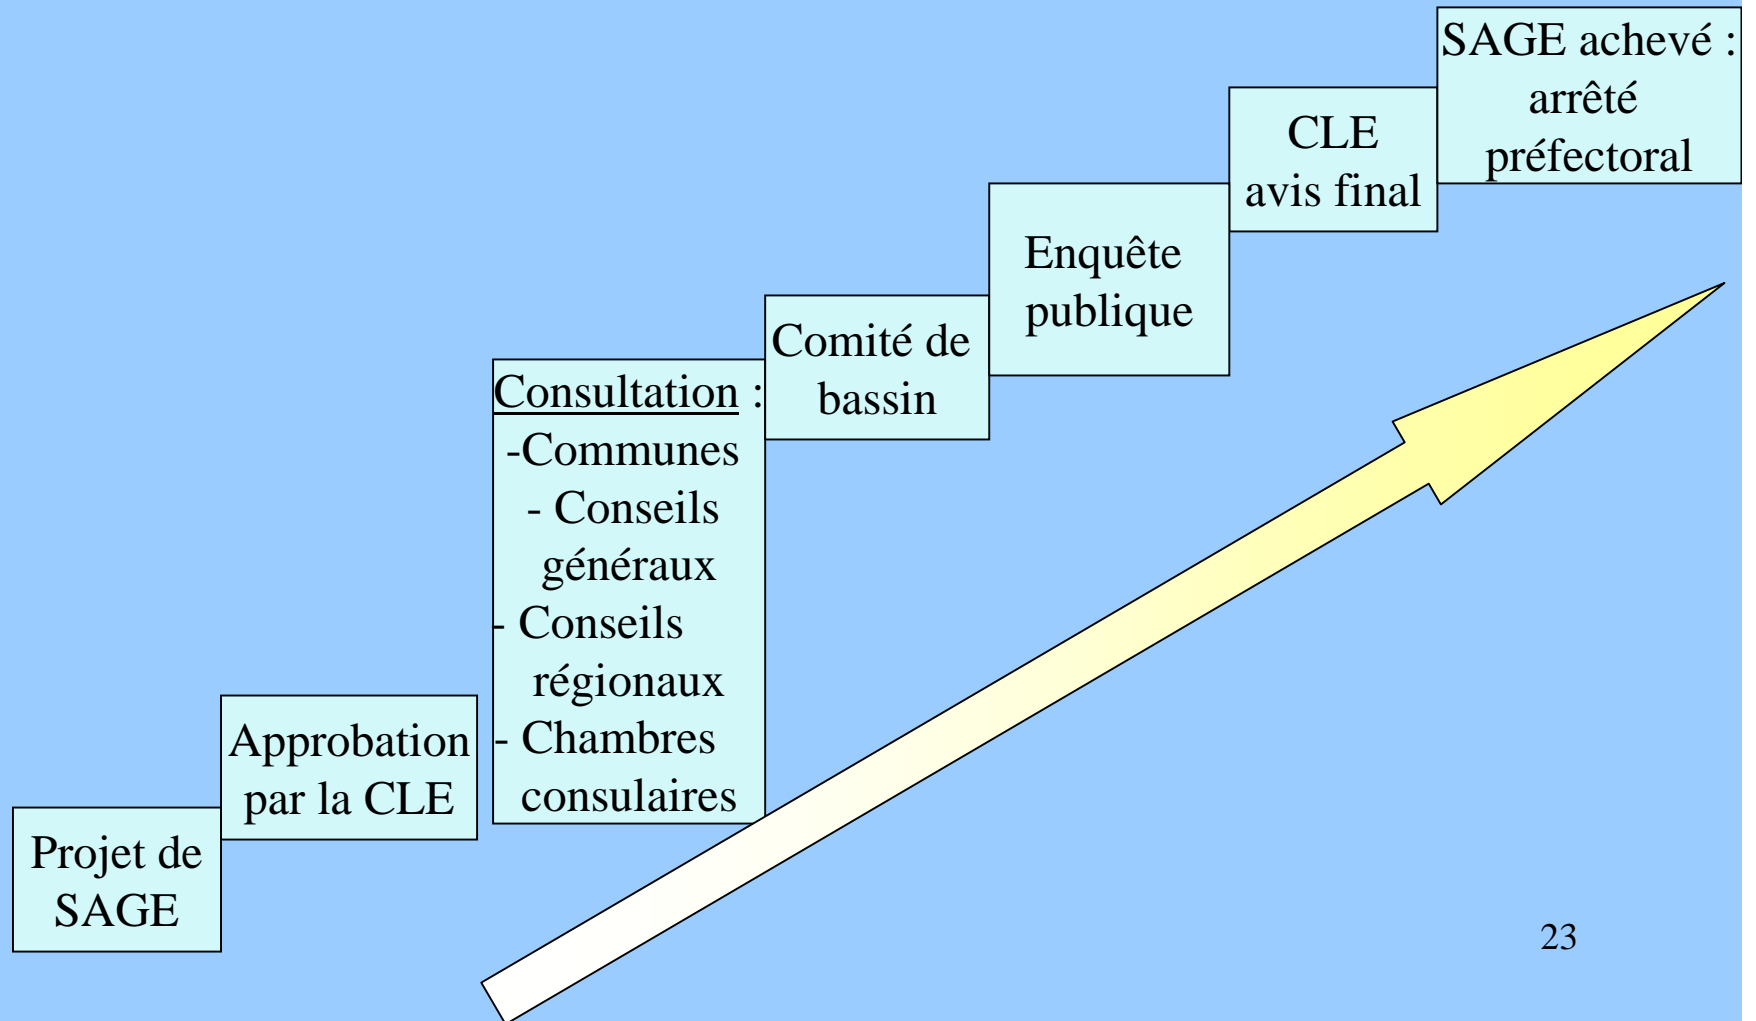 Projet de
SAGE
Approbation
par la CLE
Consultation :
-Communes
- Conseils
généraux
- Conseils
régionaux
- Chambres
consulaires
Comité de
bassin
Enquête
publique
CLE
avis final
SAGE achevé :
arrêté
préfectoral
23